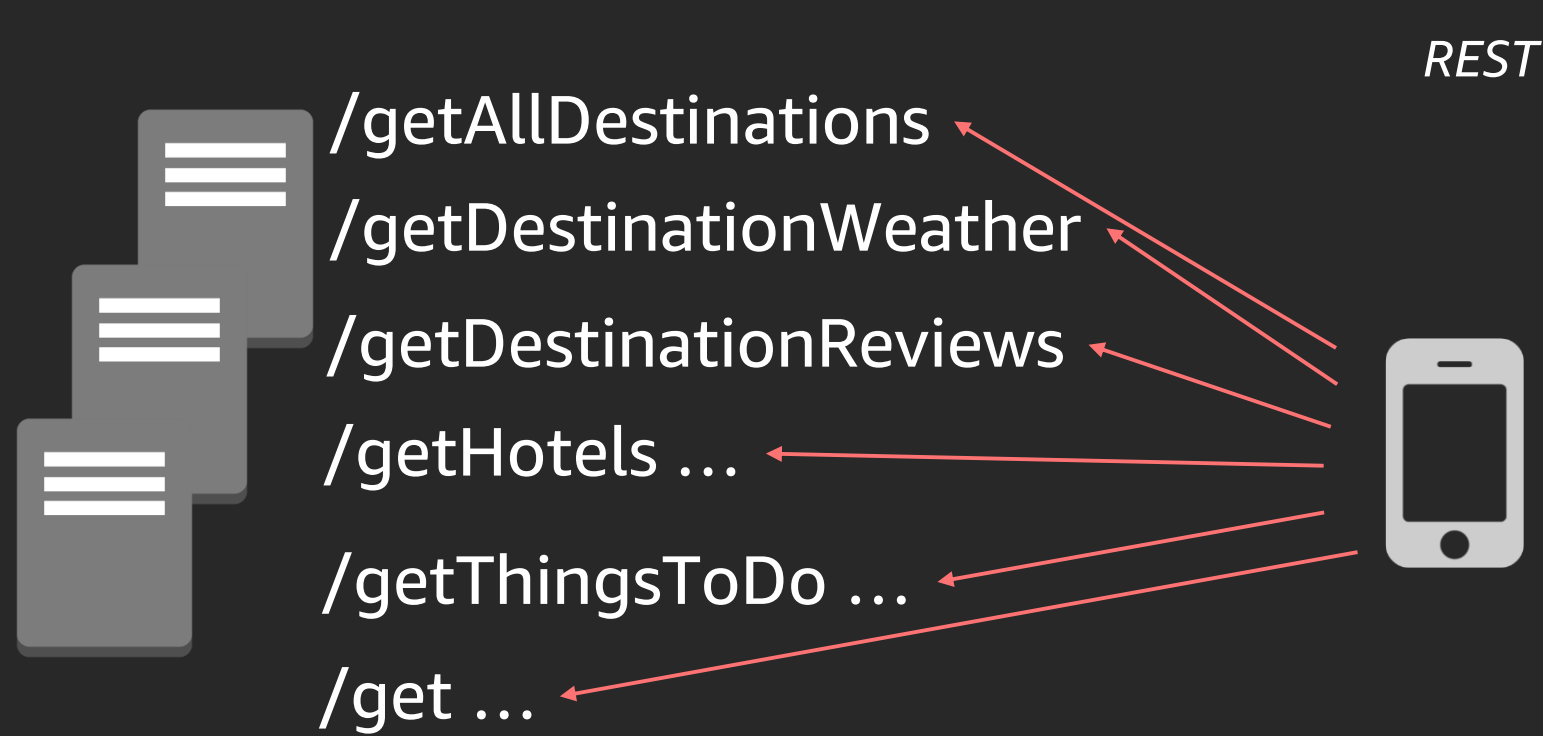 REST
/getAllDestinations
/getDestinationWeather
/getDestinationReviews
/getHotels …
/getThingsToDo …
/get …